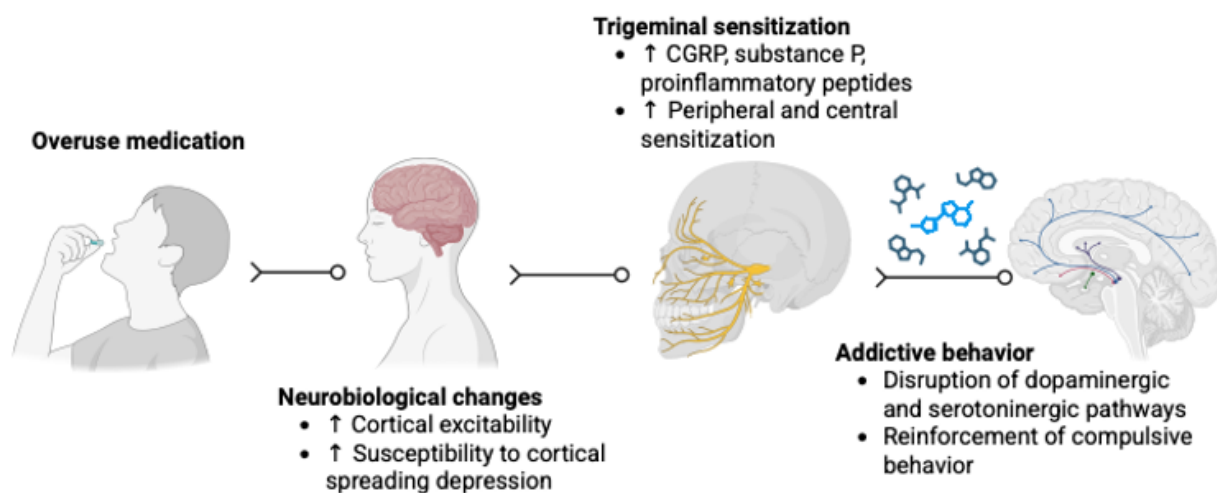 Overuse medication
Neurobiological changes
• ↑ Cortical excitability
• ↑ Susceptibility to cortical
spreading depression
Trigeminal sensitization
• ↑ CGRP, substance P,
proinflammatory peptides
• ↑ Peripheral and central
sensitization
Addictive behavior
• Disruption of dopaminergic
and serotoninergic pathways
• Reinforcement of compulsive
behavior